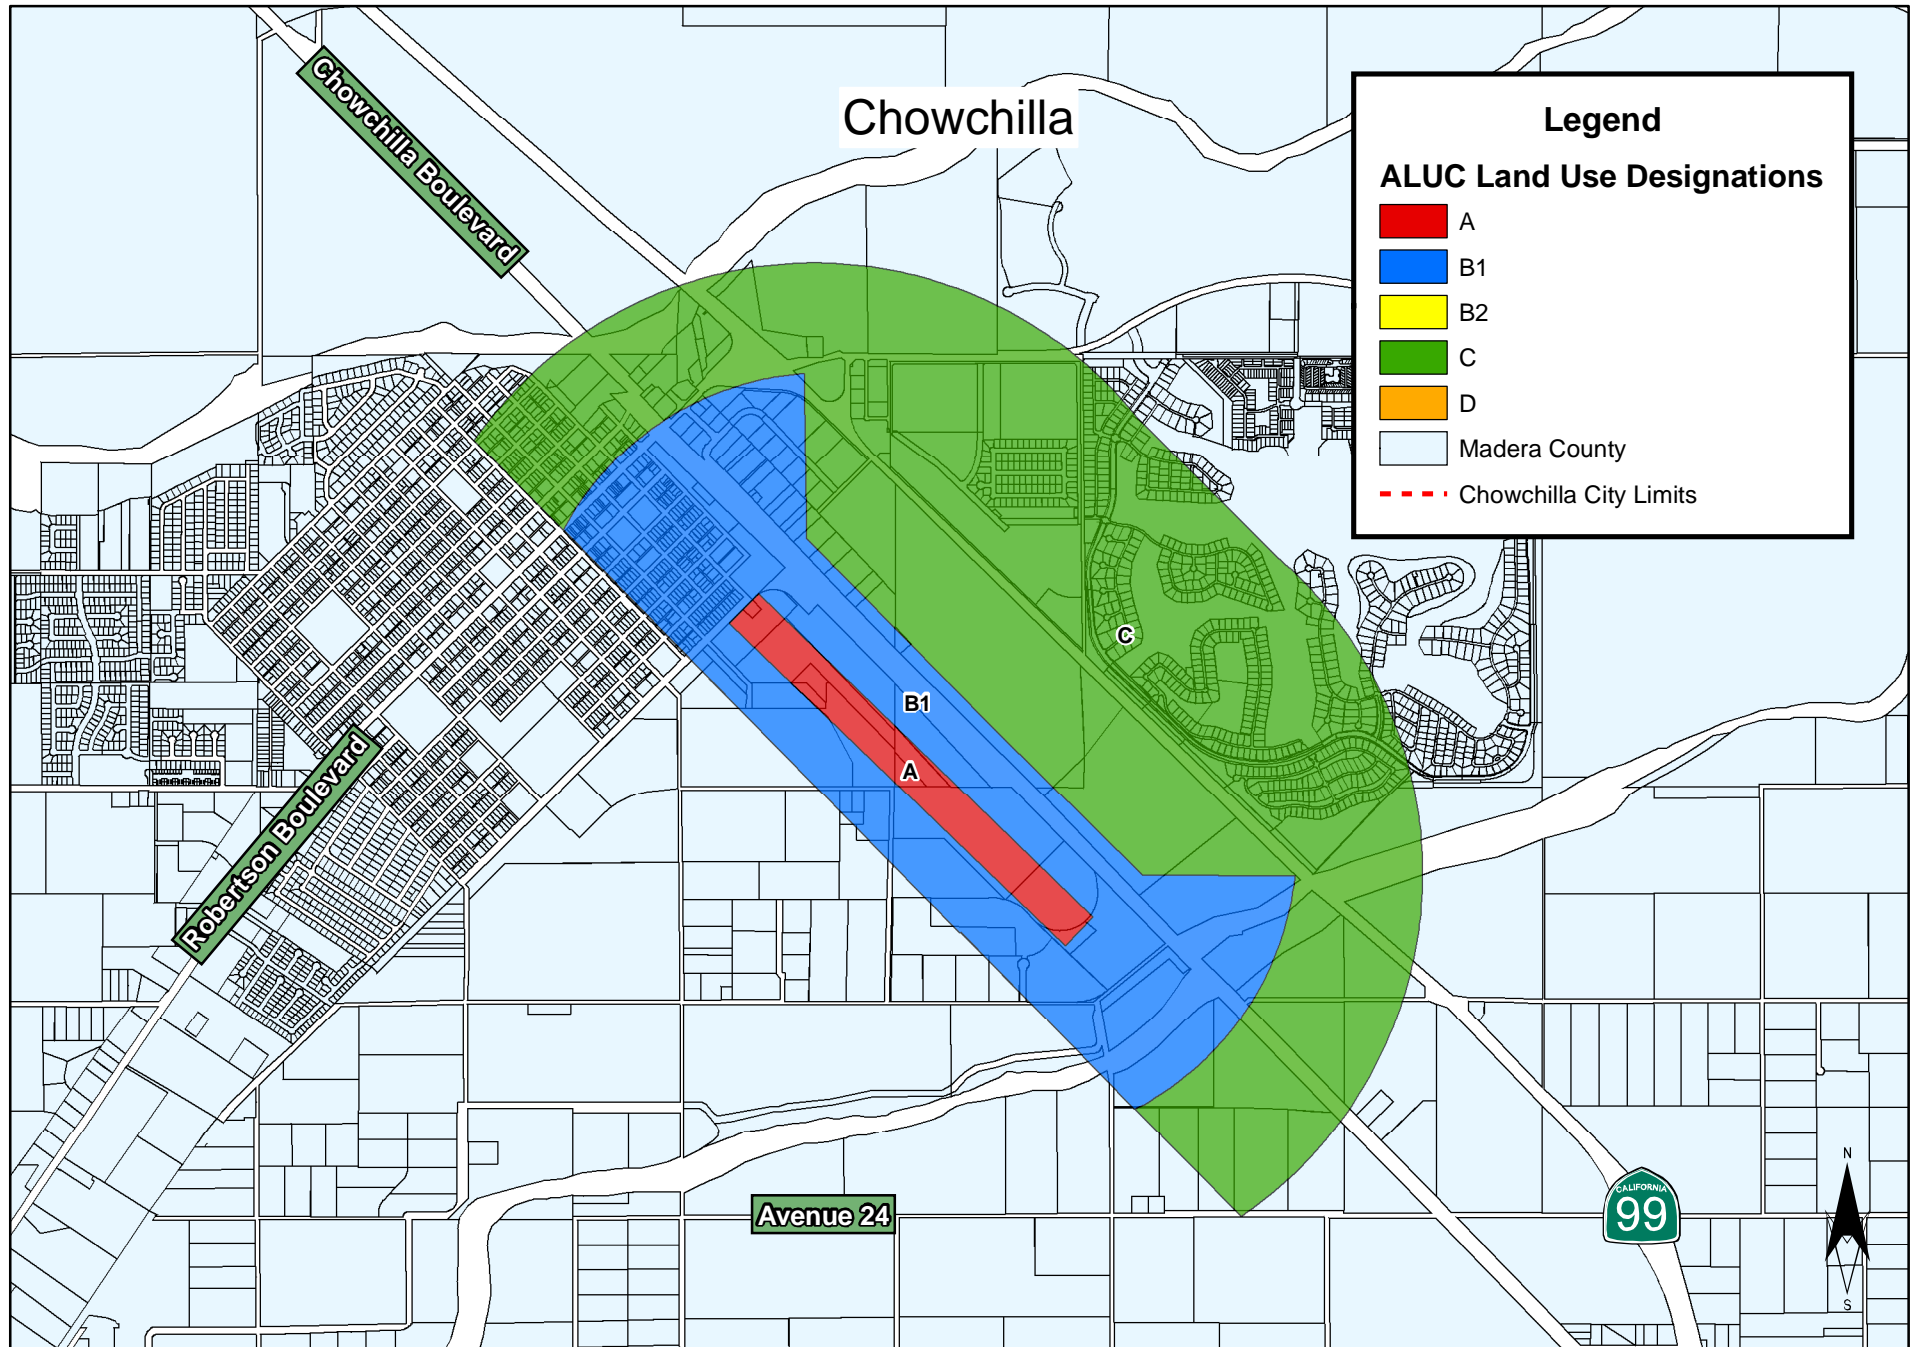 Chowchilla Boulevard
Chowchilla
Legend
ALUC Land Use Designations
A
B1
B2
C
D
Madera County
Chowchilla City Limits
C
B1
A
Robertson Boulevard
Avenue 24
CALIFORNIA
99
N
S